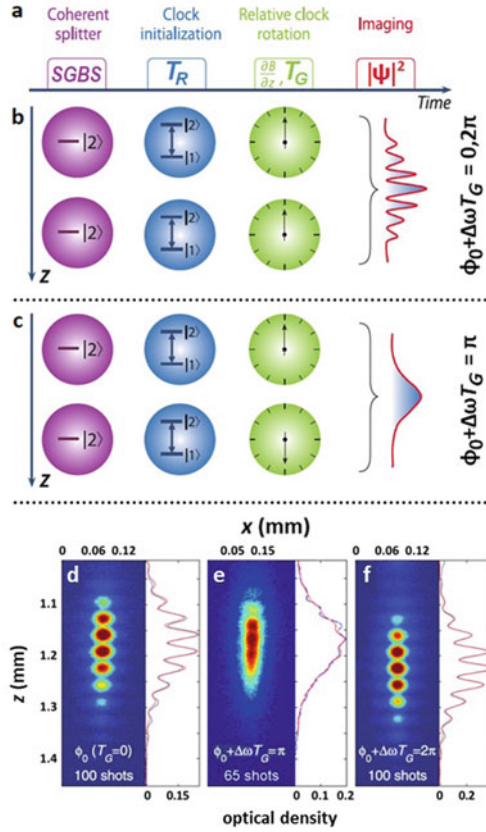 a
Coherent splitter
Clock initialization
Relative clock rotation
Imaging
SGBS
T_R
∂B/∂z, T_G
|Ψ|²
Time
b
|2⟩
|2⟩
|1⟩
|2⟩
|2⟩
|1⟩
z
ϕ₀+ΔωT_G = 0,2π
c
|2⟩
|2⟩
|1⟩
|2⟩
|2⟩
|1⟩
z
ϕ₀+ΔωT_G = π
x (mm)
0 0.06 0.12
0.05 0.15
0 0.06 0.12
d
e
f
z (mm)
1.1
1.2
1.3
1.4
ϕ₀ (T_G=0)
100 shots
ϕ₀+ΔωT_G=π
65 shots
ϕ₀+ΔωT_G=2π
100 shots
0 0.15
0 0.1 0.2
0 0.15
optical density